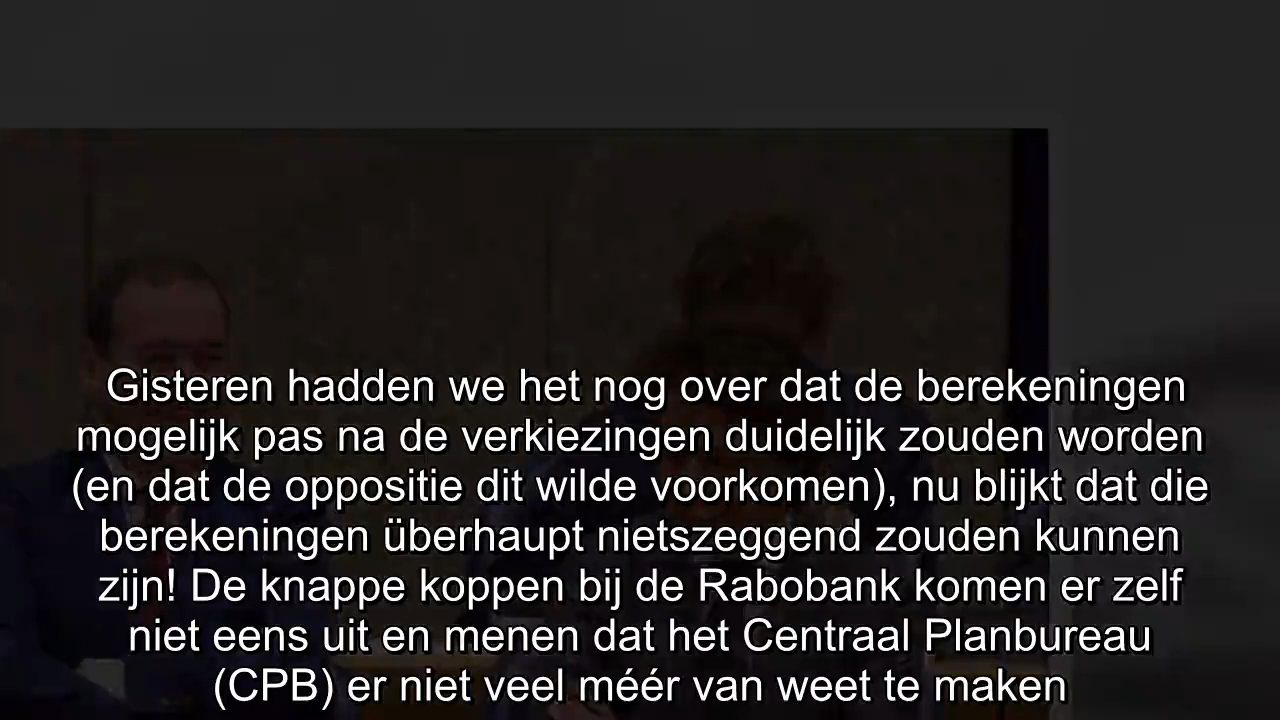 Gisteren hadden we het nog over dat de berekeningen
mogelijk pas na de verkiezingen duidelijk zouden worden
(en dat de oppositie dit wilde voorkomen), nu blijkt dat die
berekeningen überhaupt nietszeggend zouden kunnen
zijn! De knappe koppen bij de Rabobank komen er zelf
niet eens uit en menen dat het Centraal Planbureau
(CPB) er niet veel méér van weet te maken